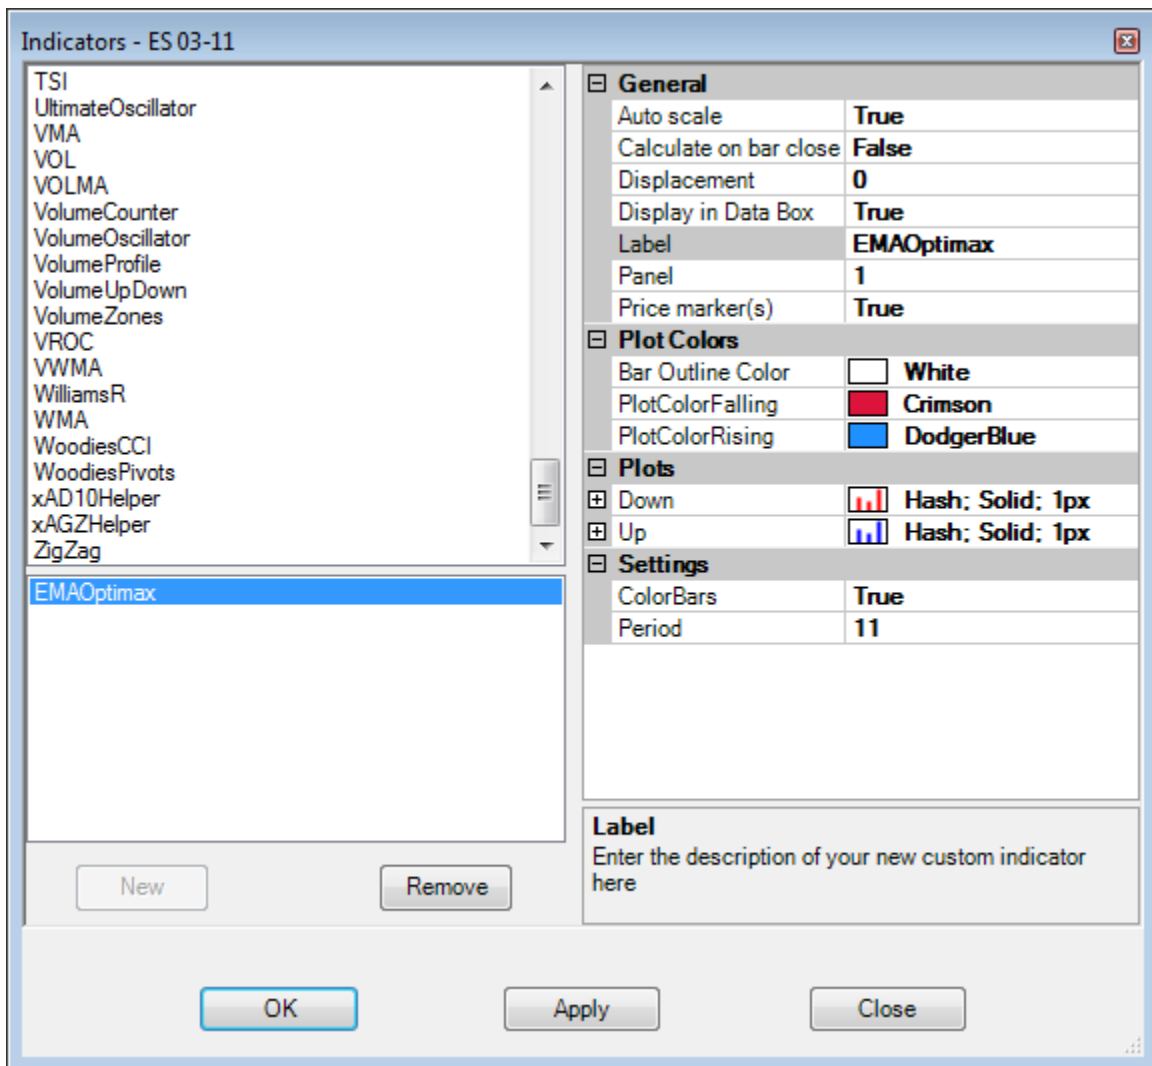 Indicators - ES 03-11
TSI
UltimateOscillator
VMA
VOL
VOLMA
VolumeCounter
VolumeOscillator
VolumeProfile
VolumeUpDown
VolumeZones
VROC
VWMA
WilliamsR
WMA
WoodiesCCI
WoodiesPivots
xAD10Helper
xAGZHelper
ZigZag
EMAOptimax
New
Remove
General
Auto scale True
Calculate on bar close False
Displacement 0
Display in Data Box True
Label EMAOptimax
Panel 1
Price marker(s) True
Plot Colors
Bar Outline Color White
PlotColorFalling Crimson
PlotColorRising DodgerBlue
Plots
Down Hash; Solid; 1px
Up Hash; Solid; 1px
Settings
ColorBars True
Period 11
Label
Enter the description of your new custom indicator
here
OK Apply Close